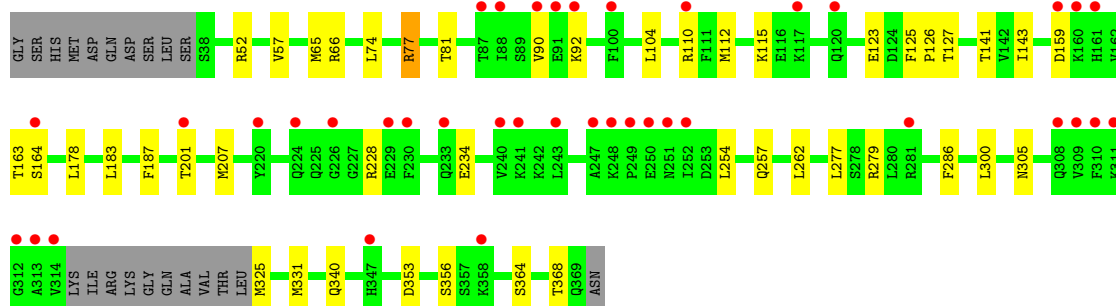 GLY SER HIS MET ASP GLN ASP SER LEU SER S38 R52 V57 M65 R66 L74 R77 T81 T87 I88 S89 V90 E91 K92 F100 L104 R110 F111 M112 K115 E116 K117 Q120 E123 D124 F125 P126 T127 T141 V142 I143 D159 K160 H161 V162
T163 S164 L178 L183 F187 T201 M207 Y220 Q224 Q225 G226 G227 R228 E229 F230 Q233 E234 V240 K241 K242 L243 A247 K248 P249 E250 N251 I252 D253 L254 Q257 L262 L277 S278 R279 L280 R281 F286 L300 N305 Q308 V309 F310 K311
G312 A313 V314 LYS ILE ARG LYS GLY GLN ALA VAL THR LEU M325 M331 Q340 H347 D353 S356 S357 K358 S364 T368 Q369 ASN